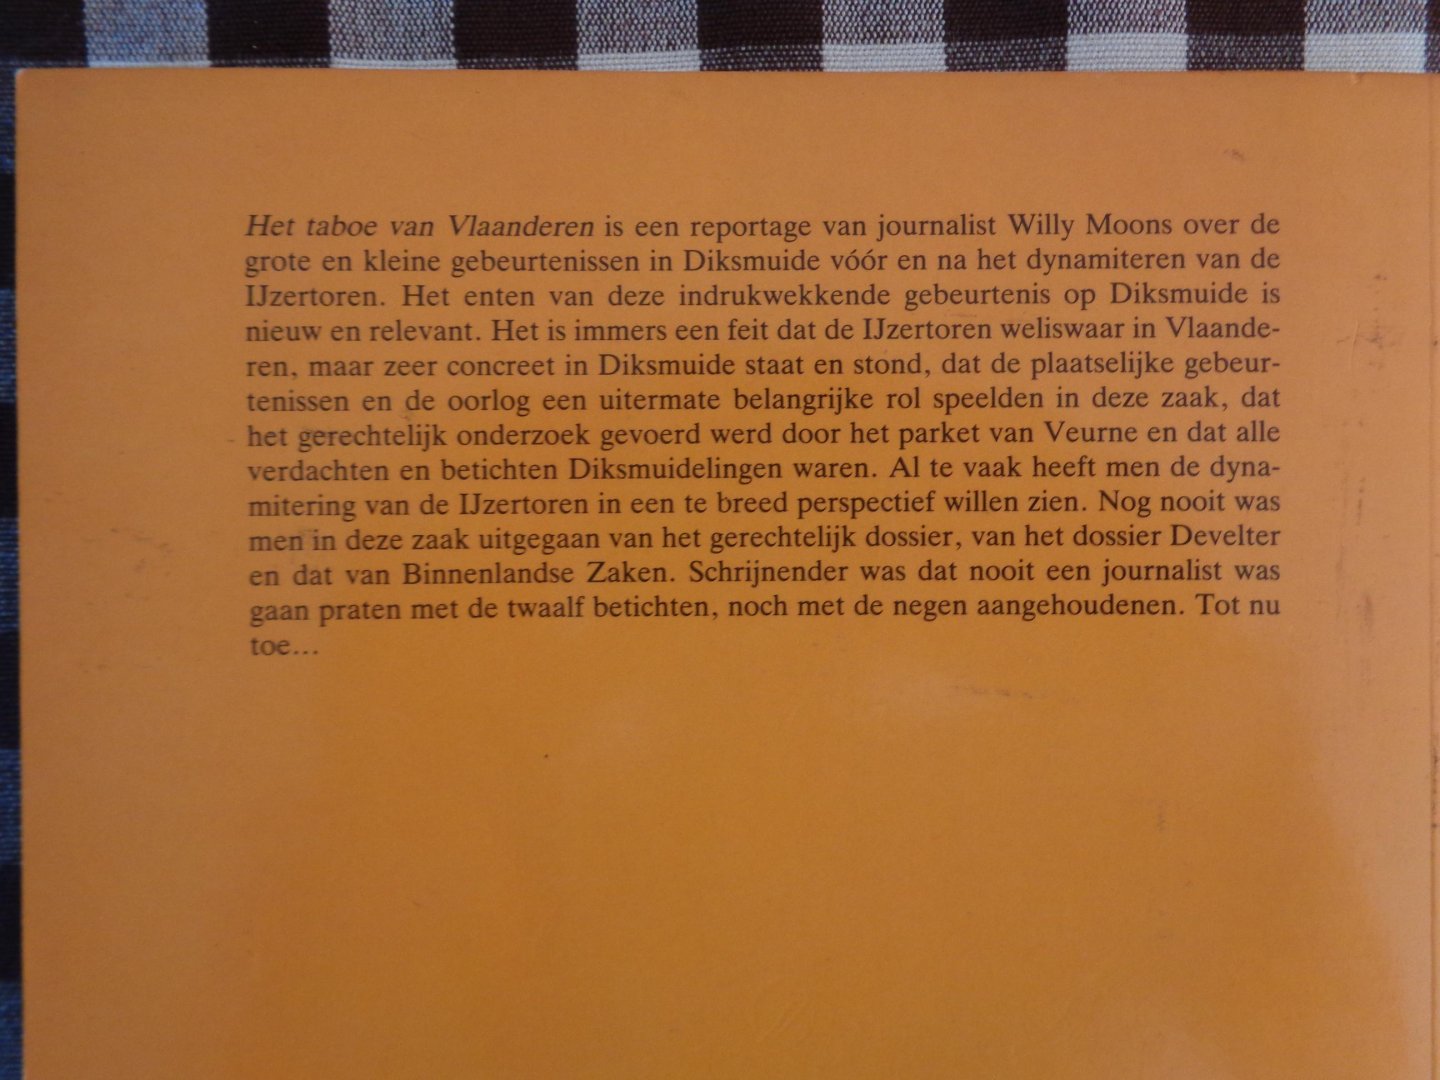 Het taboe van Vlaanderen is een reportage van journalist Willy Moons over de
grote en kleine gebeurtenissen in Diksmuide vóór en na het dynamiteren van de
IJzertoren. Het enten van deze indrukwekkende gebeurtenis op Diksmuide is
nieuw en relevant. Het is immers een feit dat de IJzertoren weliswaar in Vlaande-
ren, maar zeer concreet in Diksmuide staat en stond, dat de plaatselijke gebeur-
tenissen en de oorlog een uitermate belangrijke rol speelden in deze zaak, dat
het gerechtelijk onderzoek gevoerd werd door het parket van Veurne en dat alle
verdachten en betichten Diksmuidelingen waren. Al te vaak heeft men de dyna-
mitering van de IJzertoren in een te breed perspectief willen zien. Nog nooit was
men in deze zaak uitgegaan van het gerechtelijk dossier, van het dossier Develter
en dat van Binnenlandse Zaken. Schrijnender was dat nooit een journalist was
gaan praten met de twaalf betichten, noch met de negen aangehoudenen. Tot nu
toe...